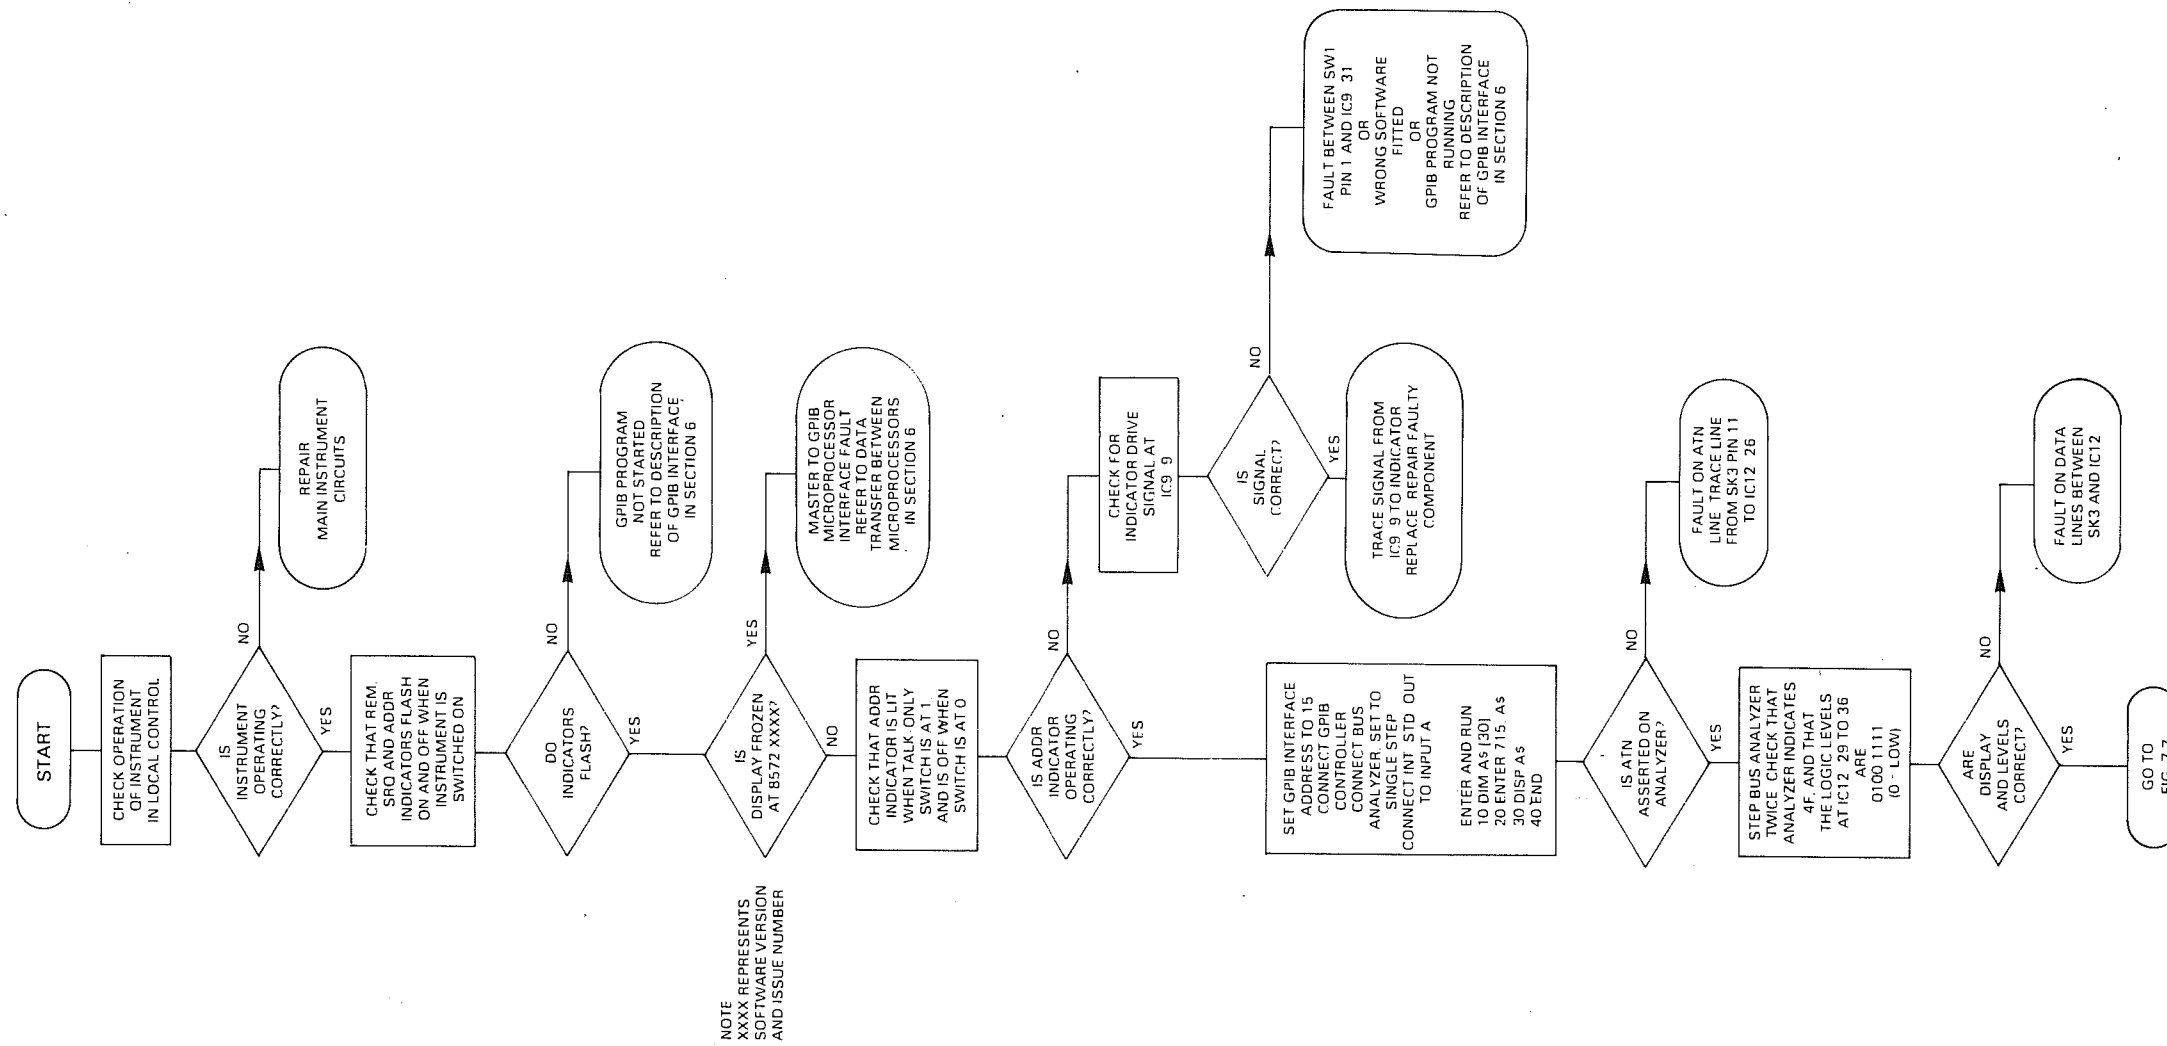 START
CHECK OPERATION
OF INSTRUMENT
IN LOCAL CONTROL
IS
INSTRUMENT
OPERATING
CORRECTLY?
NO
REPAIR
MAIN INSTRUMENT
CIRCUITS
YES
CHECK THAT REM.
SRQ AND ADDR
INDICATORS FLASH
ON AND OFF WHEN
INSTRUMENT IS
SWITCHED ON
DO
INDICATORS
FLASH?
NO
GPIB PROGRAM
NOT STARTED
REFER TO DESCRIPTION
OF GPIB INTERFACE,
IN SECTION 6
YES
IS
DISPLAY FROZEN
AT B572 XXXX?
YES
MASTER TO GPIB
MICROPROCESSOR
INTERFACE FAULT
REFER TO DATA
TRANSFER BETWEEN
MICROPROCESSORS
IN SECTION 6
NOTE
XXXX REPRESENTS
SOFTWARE VERSION
AND ISSUE NUMBER
NO
CHECK THAT ADDR
INDICATOR IS LIT
WHEN TALK-ONLY
SWITCH IS AT 1.
AND IS OFF WHEN
SWITCH IS AT 0
IS ADDR
INDICATOR
OPERATING
CORRECTLY?
NO
CHECK FOR
INDICATOR DRIVE
SIGNAL AT
IC9 9
IS
SIGNAL
CORRECT?
NO
FAULT BETWEEN SW1
PIN 1 AND IC9 31
OR
WRONG SOFTWARE
FITTED
OR
GPIB PROGRAM NOT
RUNNING
REFER TO DESCRIPTION
OF GPIB INTERFACE
IN SECTION 6
YES
TRACE SIGNAL FROM
IC9 9 TO INDICATOR
REPLACE REPAIR FAULTY
COMPONENT
YES
SET GPIB INTERFACE
ADDRESS TO 15
CONNECT GPIB
CONTROLLER
CONNECT BUS
ANALYZER. SET TO
SINGLE STEP
CONNECT INT STD OUT
TO INPUT A
ENTER AND RUN
10 DIM A$ [30]
20 ENTER 715. A$
30 DISP A$
40 END
IS ATN
ASSERTED ON
ANALYZER?
NO
FAULT ON ATN
LINE TRACE LINE
FROM SK3 PIN 11
TO IC12 26
YES
STEP BUS ANALYZER
TWICE CHECK THAT
ANALYZER INDICATES
4F, AND THAT
THE LOGIC LEVELS
AT IC12 29 TO 36
ARE
0100 1111
(0 - LOW)
ARE
DISPLAY
AND LEVELS
CORRECT?
NO
FAULT ON DATA
LINES BETWEEN
SK3 AND IC12
YES
GO TO